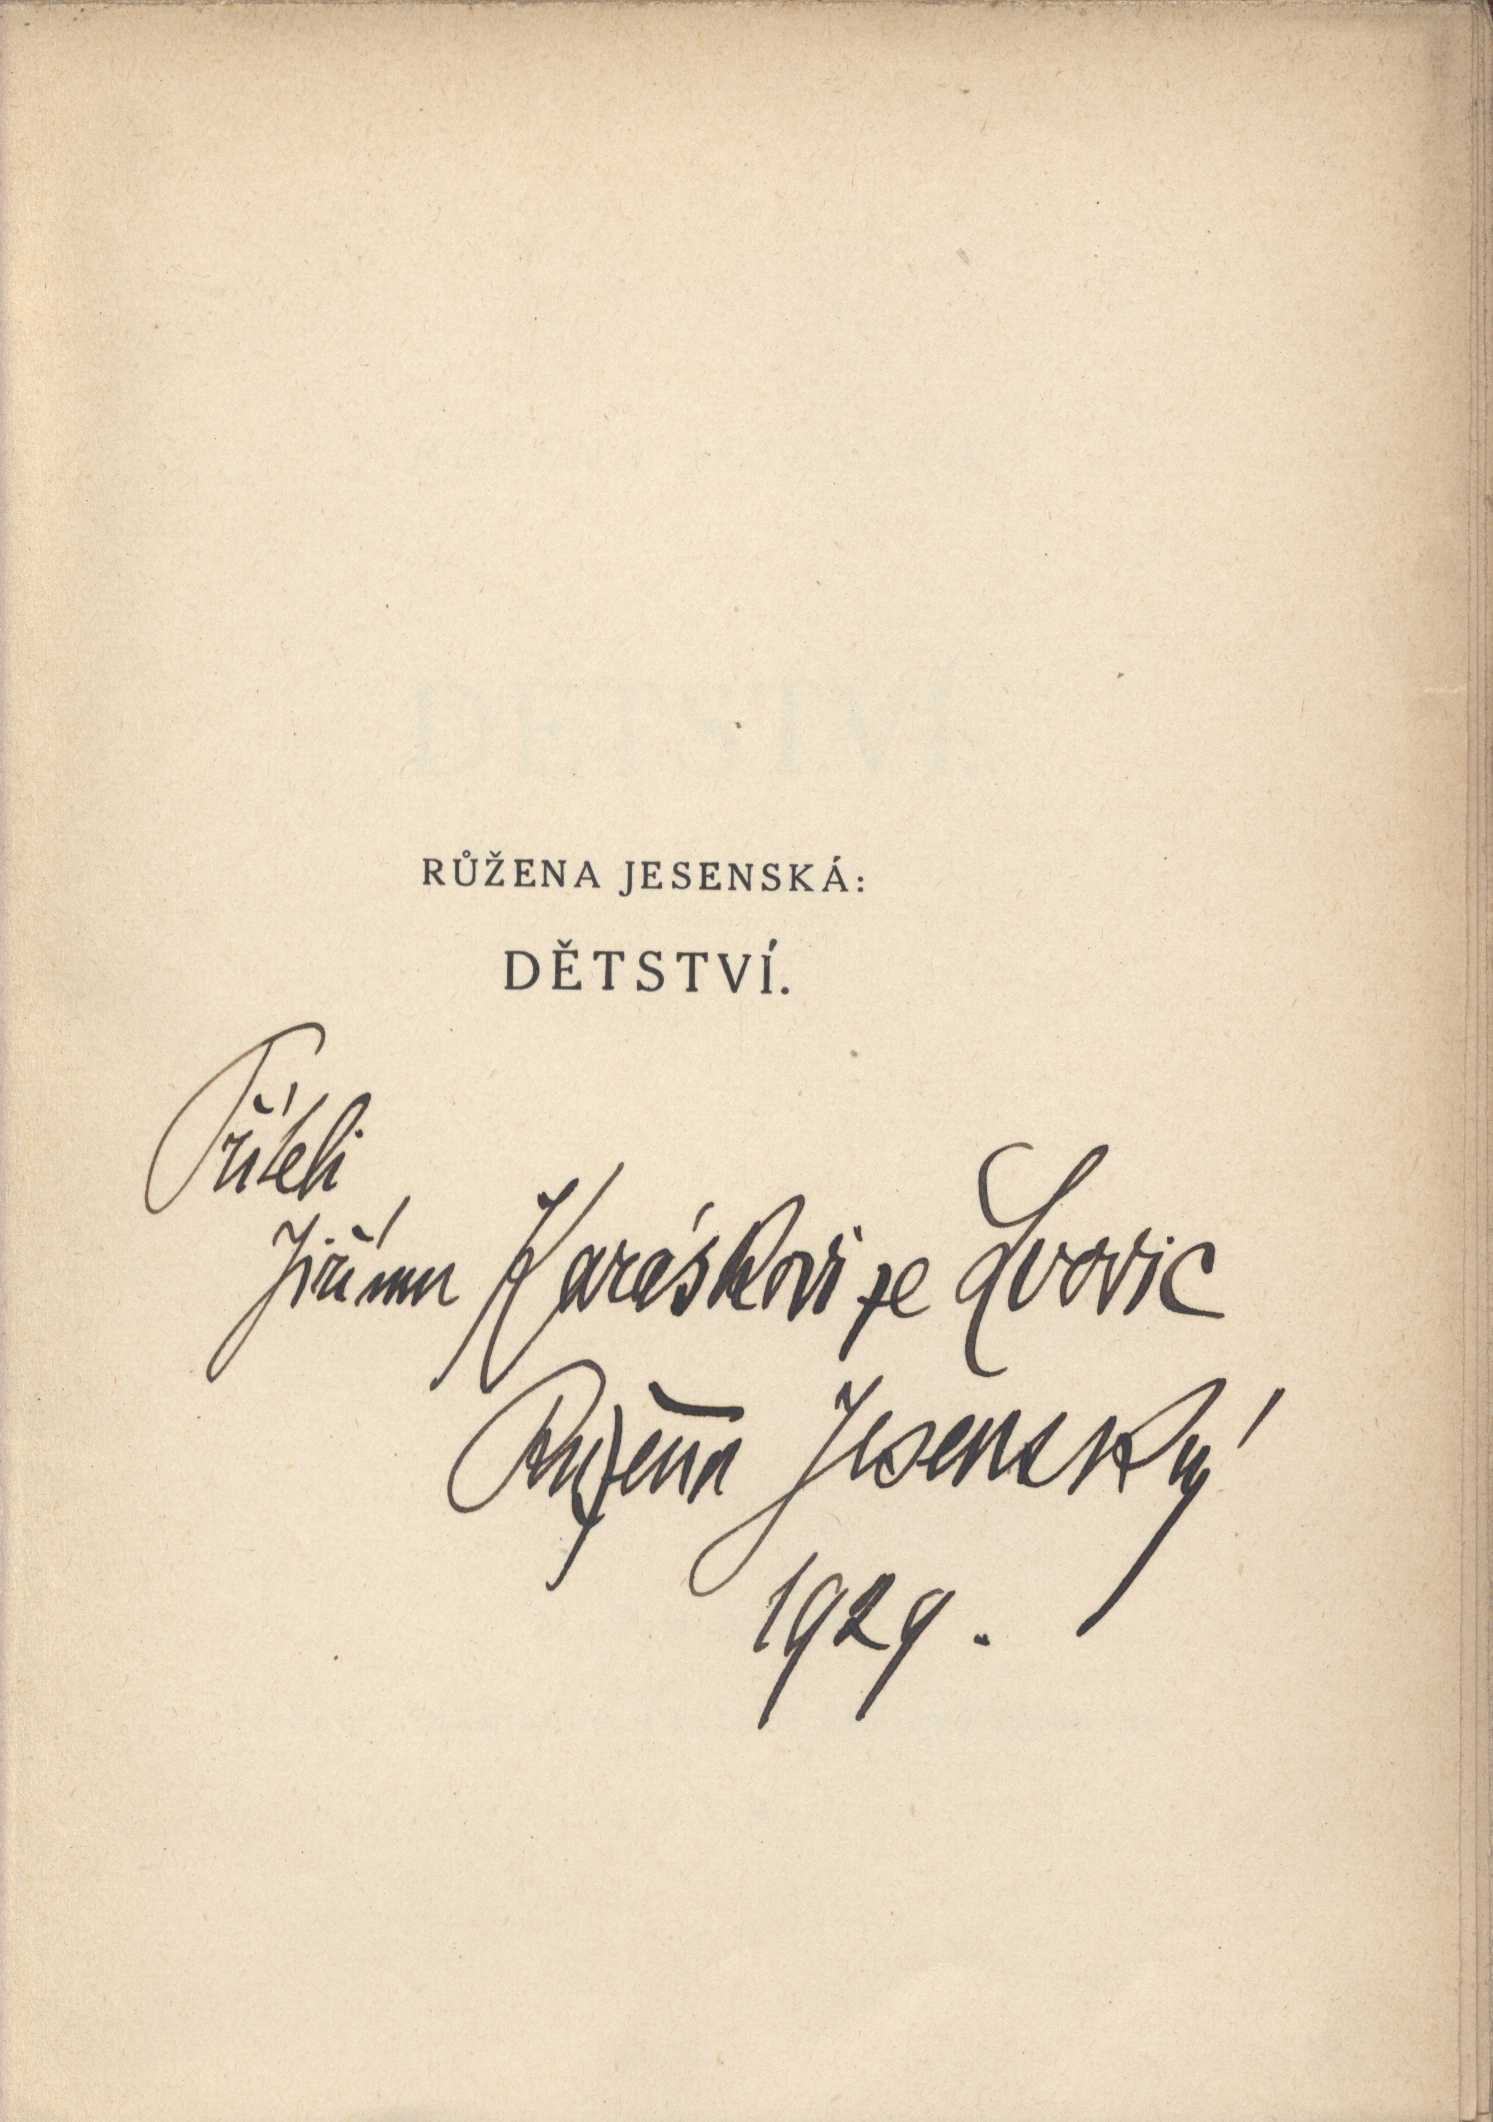 RŮŽENA JESENSKÁ:
DĚTSTVÍ.
Příteli
Jiřímu Karáskovi ze Lvovic
Růžena Jesenská
1929.